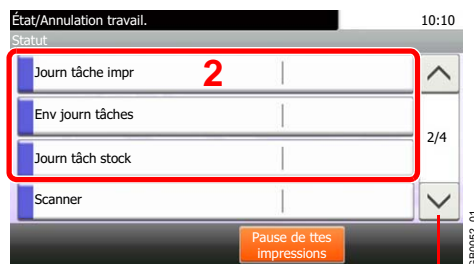 État/Annulation travail.
10:10
Statut
Journ tâche impr
2
Env journ tâches
2/4
Journ tâch stock
Scanner
Pause de ttes
impressions